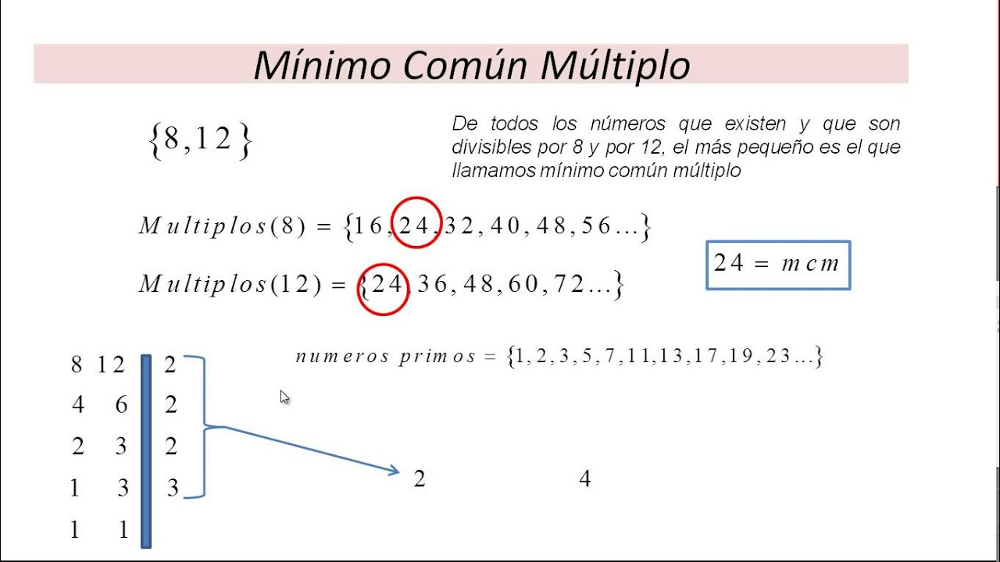 Mínimo Común Múltiplo
{8,12}
De todos los números que existen y que son
divisibles por 8 y por 12, el más pequeño es el que
llamamos mínimo común múltiplo
Multiplos(8) = {16,24,32,40,48,56...}
24 = mcm
Multiplos(12) = {24,36,48,60,72...}
numeros primos = {1,2,3,5,7,11,13,17,19,23...}
8 12 2
4 6 2
2 3 2
1 3 3
1 1
2 4